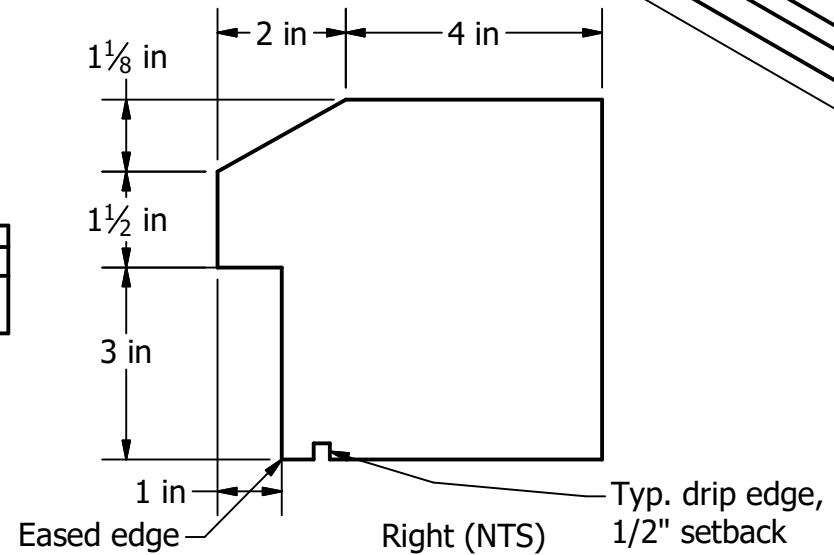 2 in
4 in
1⅛ in
1½ in
3 in
1 in
Eased edge
Right (NTS)
Typ. drip edge,
1/2" setback